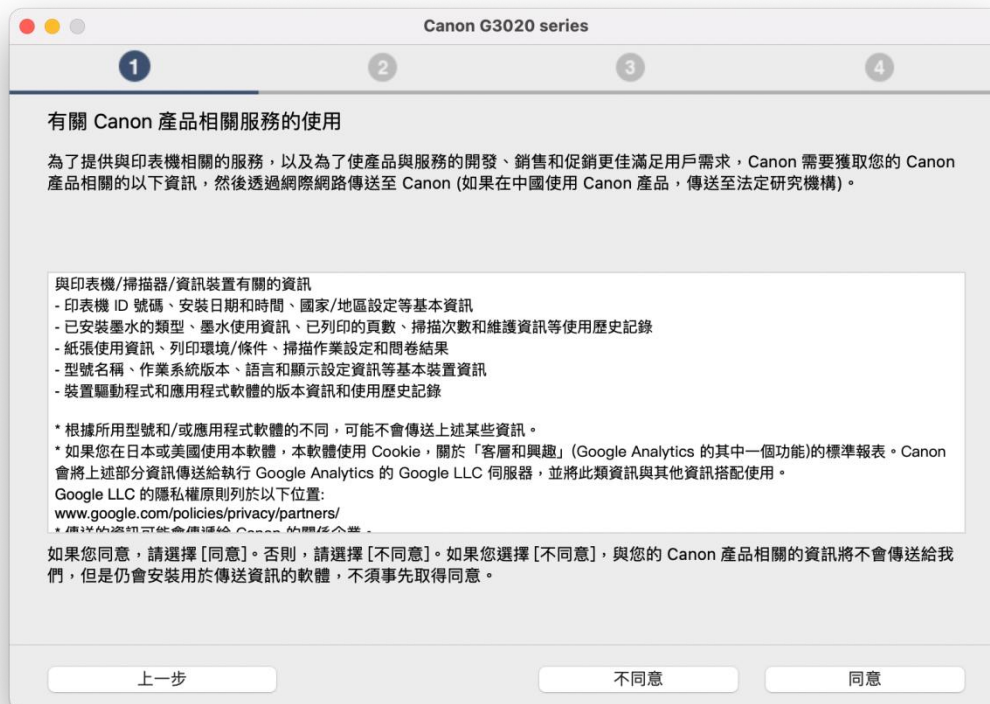 Canon G3020 series
1
2
3
4
有關 Canon 產品相關服務的使用
為了提供與印表機相關的服務，以及為了使產品與服務的開發、銷售和促銷更佳滿足用戶需求，Canon 需要獲取您的 Canon
產品相關的以下資訊，然後透過網際網路傳送至 Canon (如果在中國使用 Canon 產品，傳送至法定研究機構)。
與印表機/掃描器/資訊裝置有關的資訊
- 印表機 ID 號碼、安裝日期和時間、國家/地區設定等基本資訊
- 已安裝墨水的類型、墨水使用資訊、已列印的頁數、掃描次數和維護資訊等使用歷史記錄
- 紙張使用資訊、列印環境/條件、掃描作業設定和問卷結果
- 型號名稱、作業系統版本、語言和顯示設定資訊等基本裝置資訊
- 裝置驅動程式和應用程式軟體的版本資訊和使用歷史記錄
* 根據所用型號和/或應用程式軟體的不同，可能不會傳送上述某些資訊。
* 如果您在日本或美國使用本軟體，本軟體使用 Cookie，關於「客層和興趣」(Google Analytics 的其中一個功能)的標準報表。Canon
會將上述部分資訊傳送給執行 Google Analytics 的 Google LLC 伺服器，並將此類資訊與其他資訊搭配使用。
Google LLC 的隱私權原則列於以下位置:
www.google.com/policies/privacy/partners/
* 傳送的資訊可能會傳遞給 Canon 的關係企業。
如果您同意，請選擇 [同意]。否則，請選擇 [不同意]。如果您選擇 [不同意]，與您的 Canon 產品相關的資訊將不會傳送給我
們，但是仍會安裝用於傳送資訊的軟體，不須事先取得同意。
上一步
不同意
同意